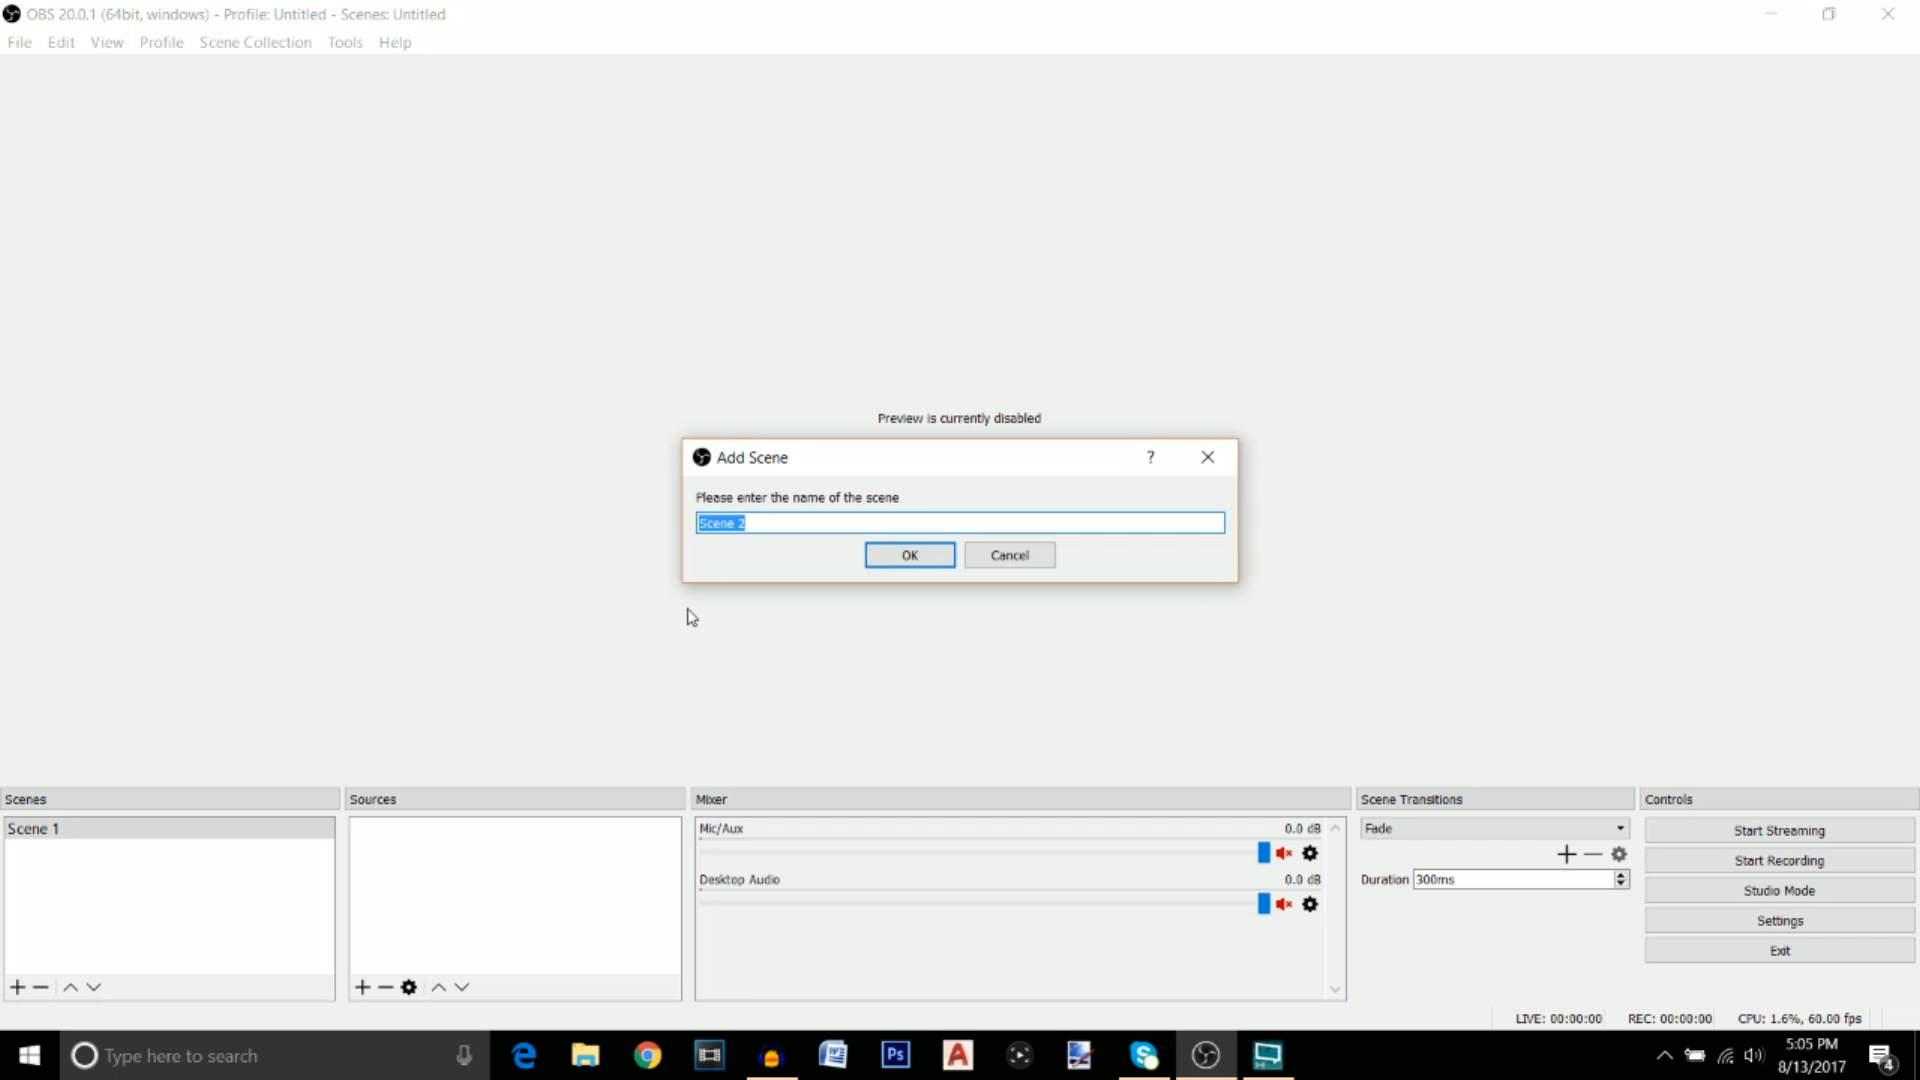 OBS 20.0.1 (64bit, windows) - Profile: Untitled - Scenes: Untitled
File Edit View Profile Scene Collection Tools Help
Preview is currently disabled
Add Scene ?
Please enter the name of the scene
Scene 2
OK Cancel
Scenes Sources Mixer Scene Transitions Controls
Scene 1
Mic/Aux 0.0 dB
Desktop Audio 0.0 dB
Fade
Duration 300ms
Start Streaming
Start Recording
Studio Mode
Settings
Exit
LIVE: 00:00:00 REC: 00:00:00 CPU: 1.6%, 60.00 fps
Type here to search
Ps
5:05 PM
8/13/2017
4